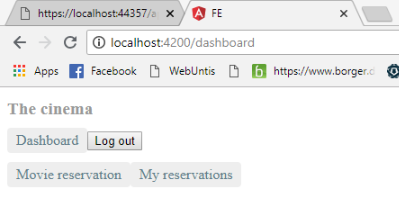 https://localhost:44357/a
FE
localhost:4200/dashboard
Apps Facebook WebUntis https://www.borger.d
The cinema
Dashboard Log out
Movie reservation My reservations